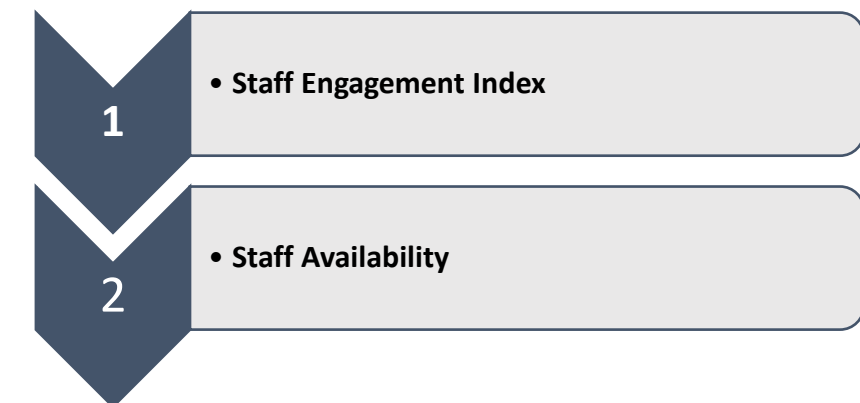 1
• Staff Engagement Index
2
• Staff Availability